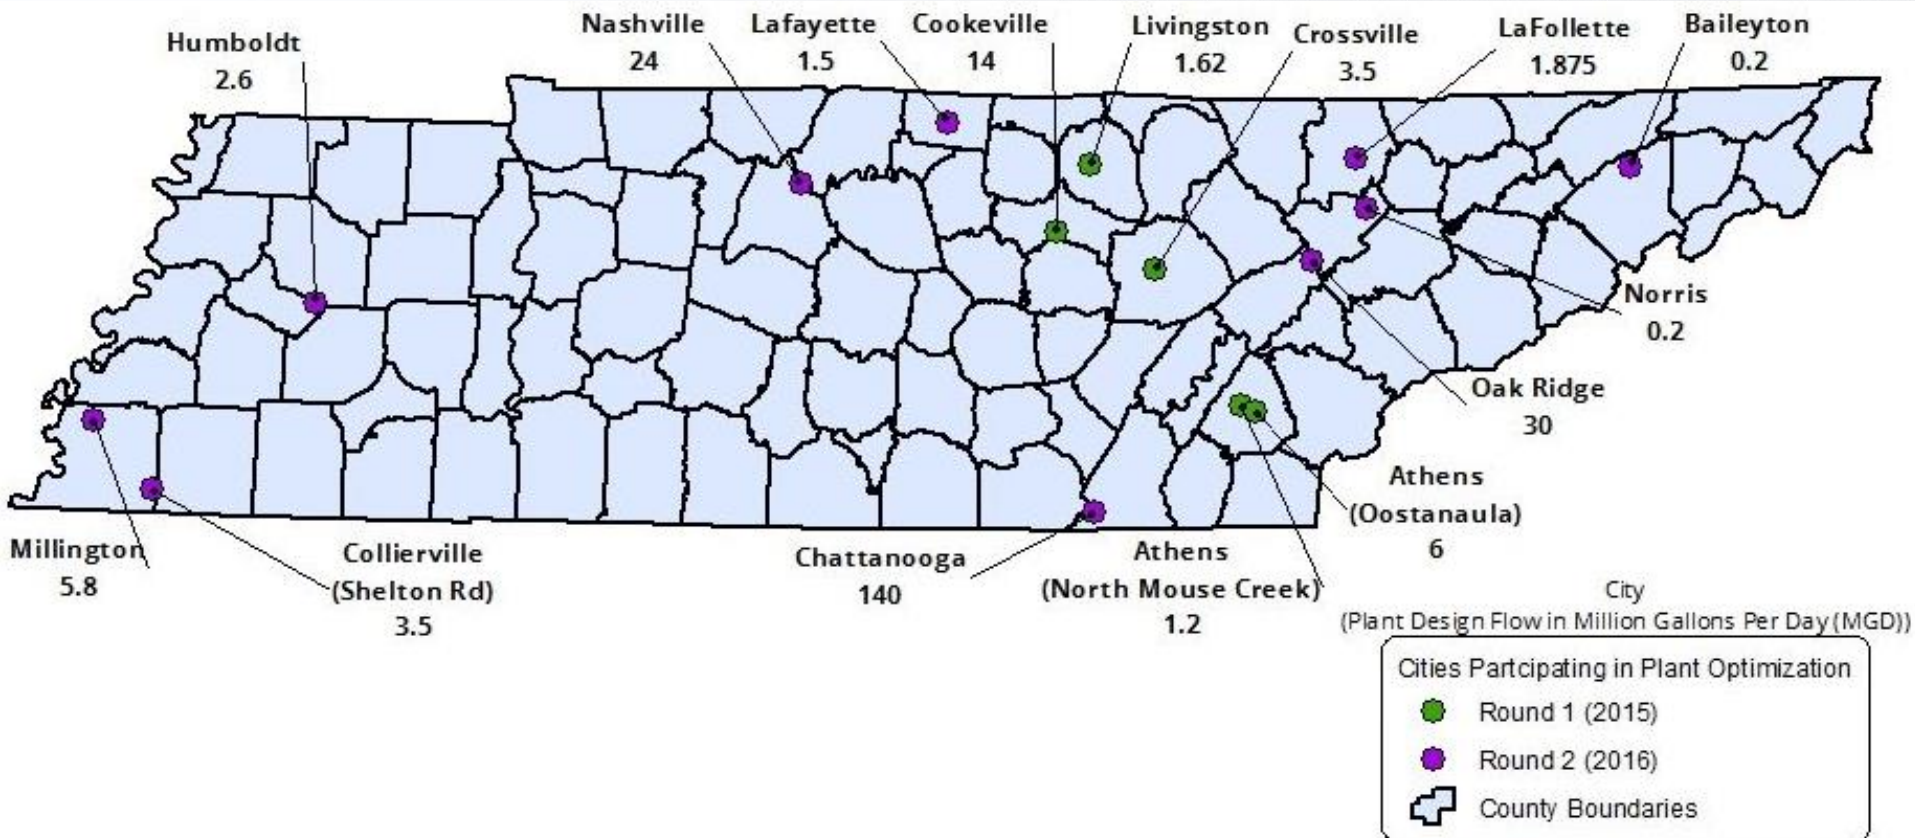 Humboldt
2.6
Nashville
24
Lafayette
1.5
Cookeville
14
Livingston
1.62
Crossville
3.5
LaFollette
1.875
Baileyton
0.2
Norris
0.2
Oak Ridge
30
Athens
(Oostanaula)
6
Millington
5.8
Collierville
(Shelton Rd)
3.5
Chattanooga
140
Athens
(North Mouse Creek)
1.2
City
(Plant Design Flow in Million Gallons Per Day (MGD))
Cities Partcipating in Plant Optimization
Round 1 (2015)
Round 2 (2016)
County Boundaries